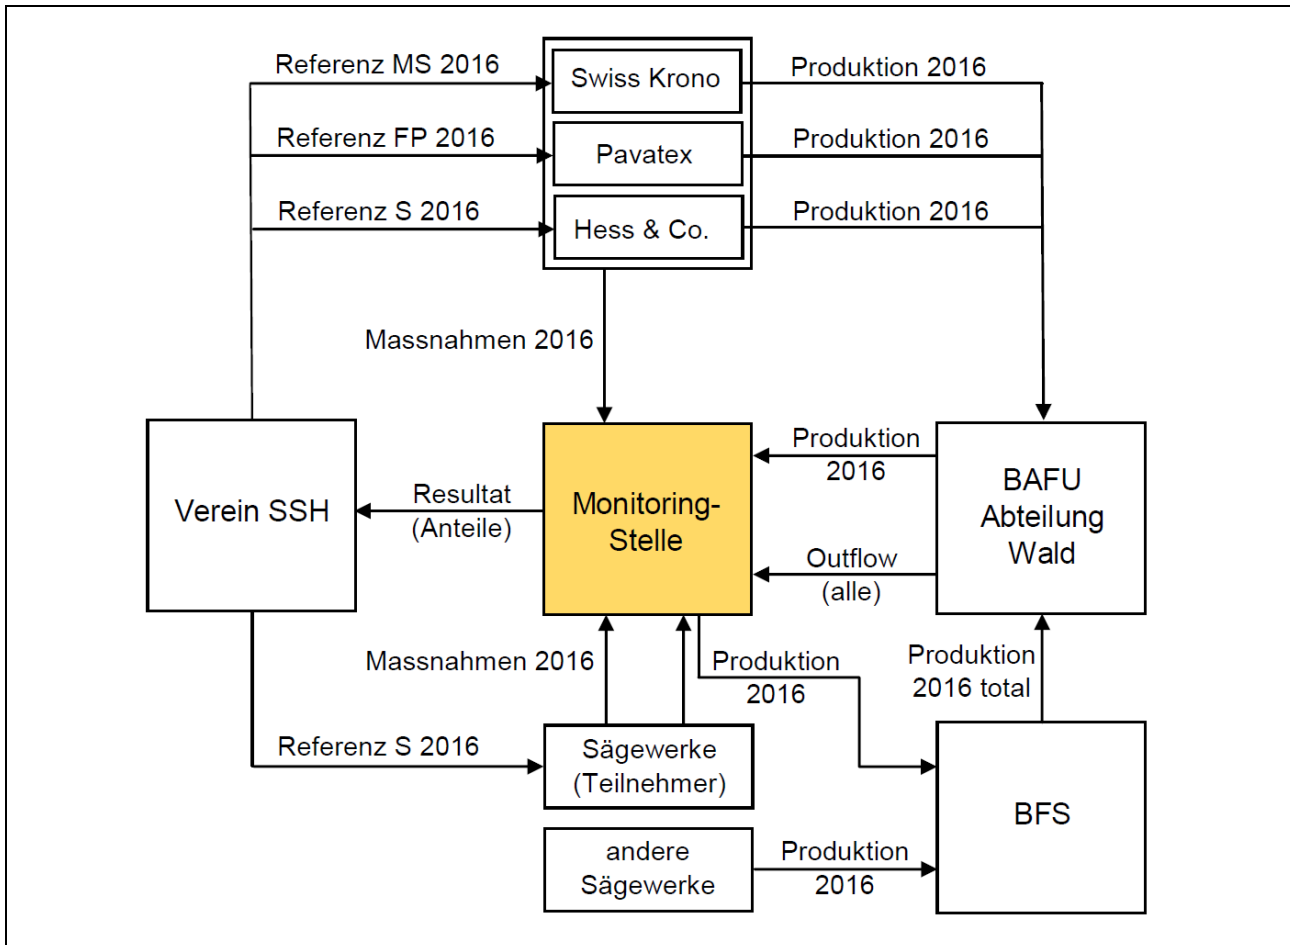 Referenz MS 2016
Swiss Krono
Produktion 2016
Referenz FP 2016
Pavatex
Produktion 2016
Referenz S 2016
Hess & Co.
Produktion 2016
Massnahmen 2016
Verein SSH
Resultat
(Anteile)
Monitoring-
Stelle
Produktion
2016
Outflow
(alle)
BAFU
Abteilung
Wald
Massnahmen 2016
Produktion
2016
Produktion
2016 total
Referenz S 2016
Sägewerke
(Teilnehmer)
BFS
andere
Sägewerke
Produktion
2016